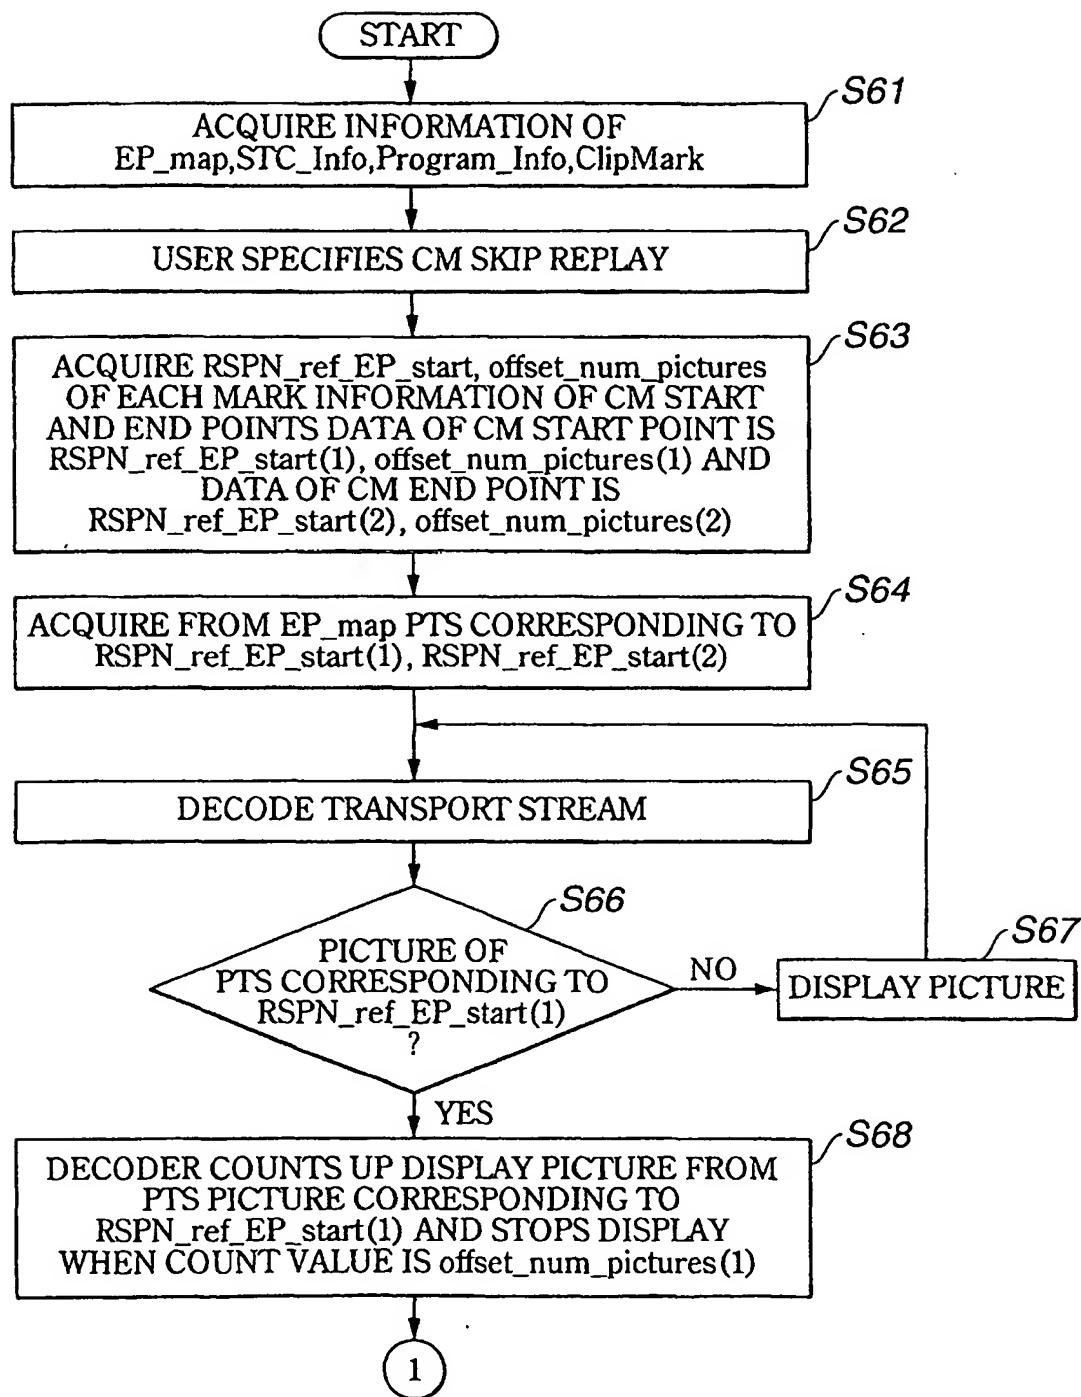 START
S61
ACQUIRE INFORMATION OF
EP_map,STC_Info,Program_Info,ClipMark
S62
USER SPECIFIES CM SKIP REPLAY
S63
ACQUIRE RSPN_ref_EP_start, offset_num_pictures
OF EACH MARK INFORMATION OF CM START
AND END POINTS DATA OF CM START POINT IS
RSPN_ref_EP_start(1), offset_num_pictures(1) AND
DATA OF CM END POINT IS
RSPN_ref_EP_start(2), offset_num_pictures(2)
S64
ACQUIRE FROM EP_map PTS CORRESPONDING TO
RSPN_ref_EP_start(1), RSPN_ref_EP_start(2)
S65
DECODE TRANSPORT STREAM
S66
PICTURE OF
PTS CORRESPONDING TO
RSPN_ref_EP_start(1)
?
NO
S67
DISPLAY PICTURE
YES
S68
DECODER COUNTS UP DISPLAY PICTURE FROM
PTS PICTURE CORRESPONDING TO
RSPN_ref_EP_start(1) AND STOPS DISPLAY
WHEN COUNT VALUE IS offset_num_pictures(1)
1